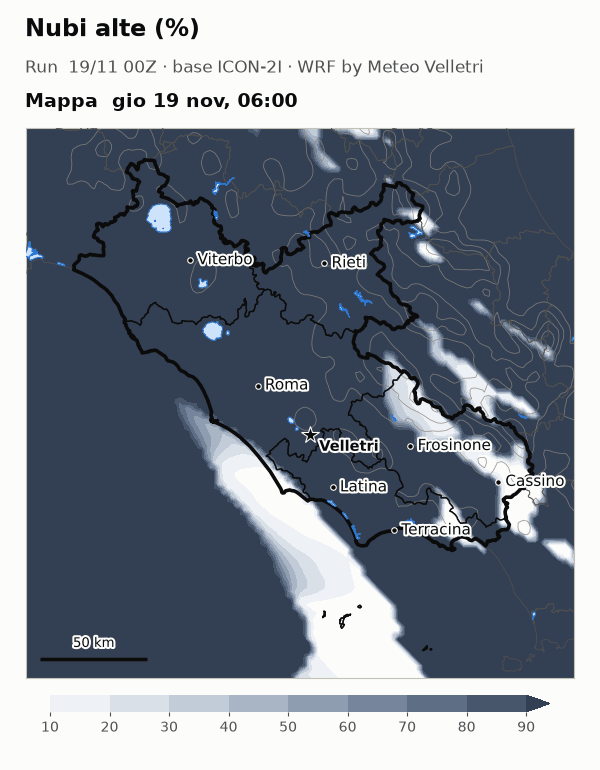 Nubi alte (%)
Run 19/11 00Z · base ICON-2I · WRF by Meteo Velletri
Mappa gio 19 nov, 06:00
Viterbo
Rieti
Roma
Velletri
Frosinone
Cassino
Latina
Terracina
50 km
10 20 30 40 50 60 70 80 90